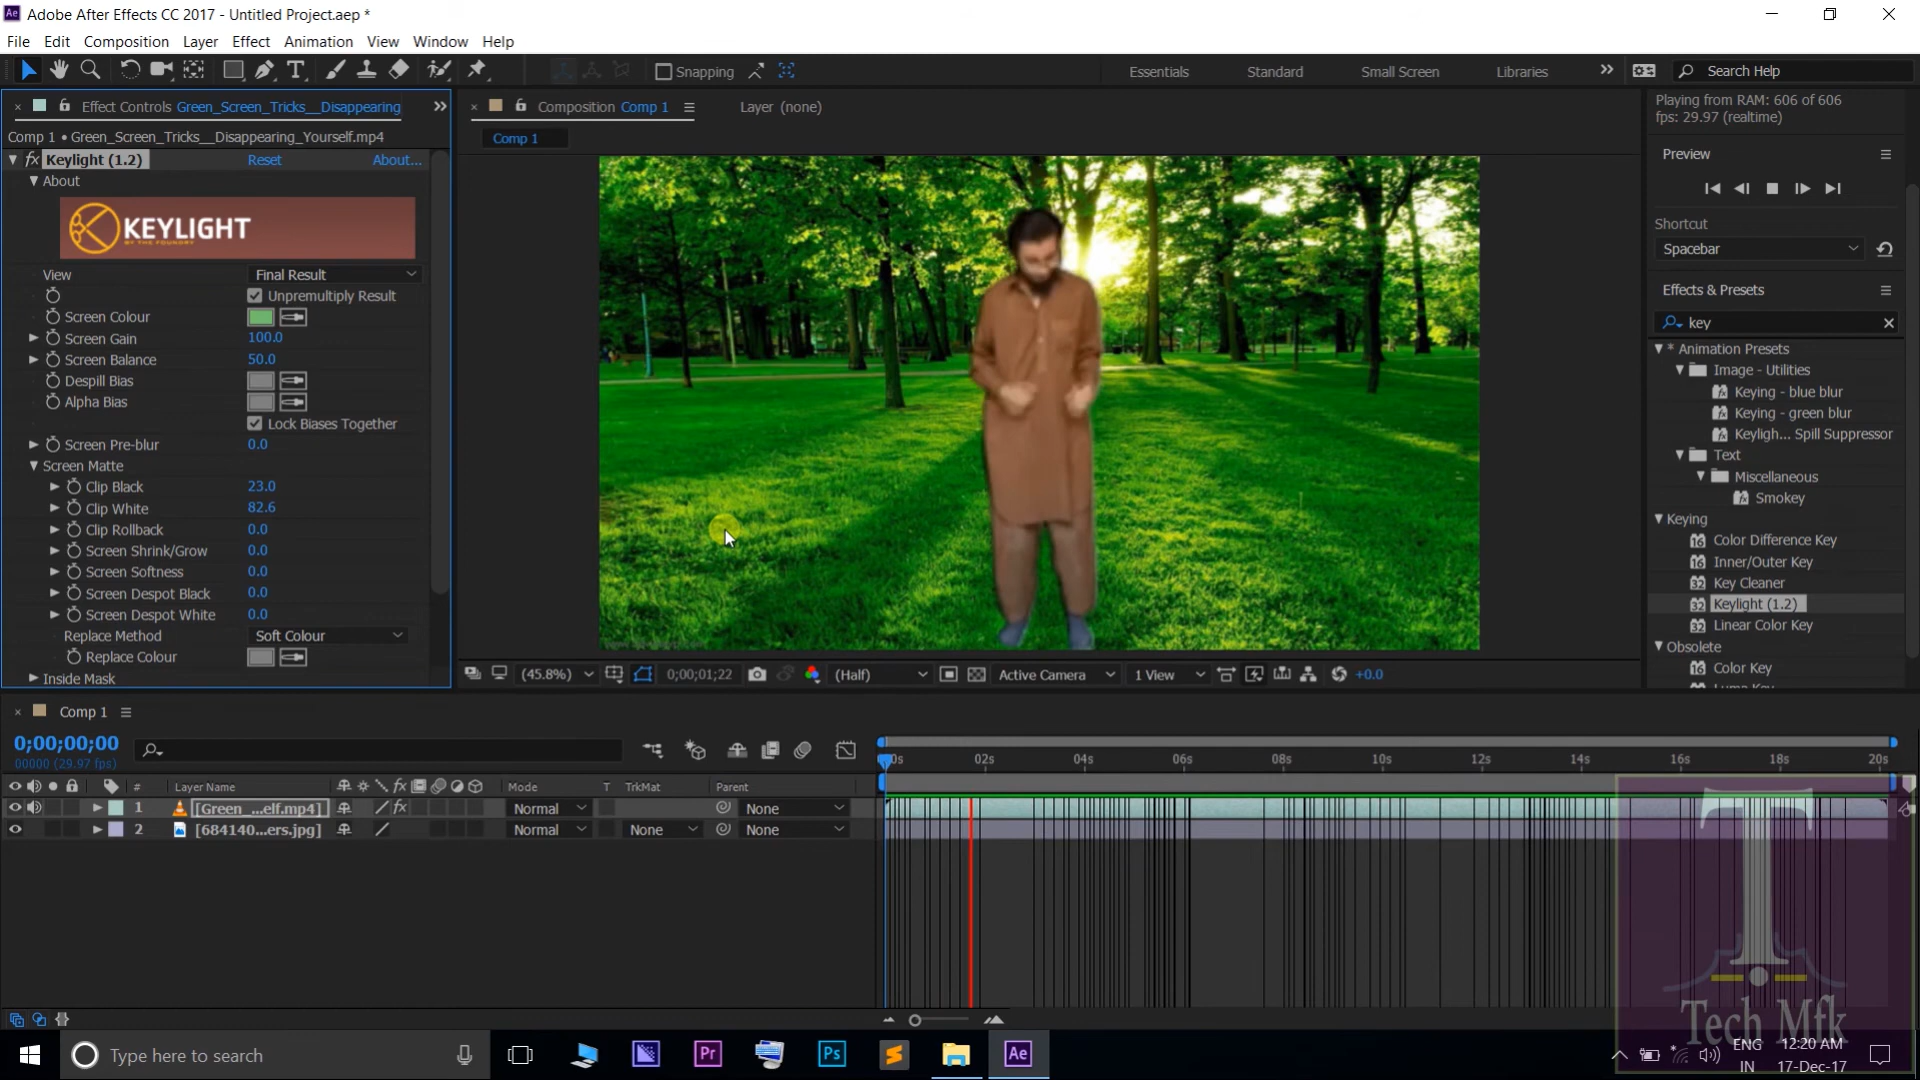 Adobe After Effects CC 2017 - Untitled Project.aep *
File Edit Composition Layer Effect Animation View Window Help
Snapping
Essentials Standard Small Screen Libraries
Search Help
Effect Controls Green_Screen_Tricks__Disappearing
Comp 1 • Green_Screen_Tricks__Disappearing_Yourself.mp4
fx Keylight (1.2) Reset About...
About
KEYLIGHT
BY THE FOUNDRY
View Final Result
Unpremultiply Result
Screen Colour
Screen Gain 100.0
Screen Balance 50.0
Despill Bias
Alpha Bias
Lock Biases Together
Screen Pre-blur 0.0
Screen Matte
Clip Black 23.0
Clip White 82.6
Clip Rollback 0.0
Screen Shrink/Grow 0.0
Screen Softness 0.0
Screen Despot Black 0.0
Screen Despot White 0.0
Replace Method Soft Colour
Replace Colour
Inside Mask
Composition Comp 1
Layer (none)
Comp 1
(45.8%) 0;00;01;22 (Half) Active Camera 1 View +0.0
Playing from RAM: 606 of 606
fps: 29.97 (realtime)
Preview
Shortcut
Spacebar
Effects & Presets
key
* Animation Presets
Image - Utilities
Keying - blue blur
Keying - green blur
Keyligh... Spill Suppressor
Text
Miscellaneous
Smokey
Keying
Color Difference Key
Inner/Outer Key
Key Cleaner
Keylight (1.2)
Linear Color Key
Obsolete
Color Key
Comp 1
0;00;00;00
00000 (29.97 fps)
# Layer Name fx Mode T TrkMat Parent
1 [Green_...elf.mp4] fx Normal None
2 [684140...ers.jpg] Normal None None
02s 04s 06s 08s 10s 12s 14s 16s 18s 20s
T
Tech Mfk
Type here to search
Pr Ps Ae
ENG
IN
12:20 AM
17-Dec-17